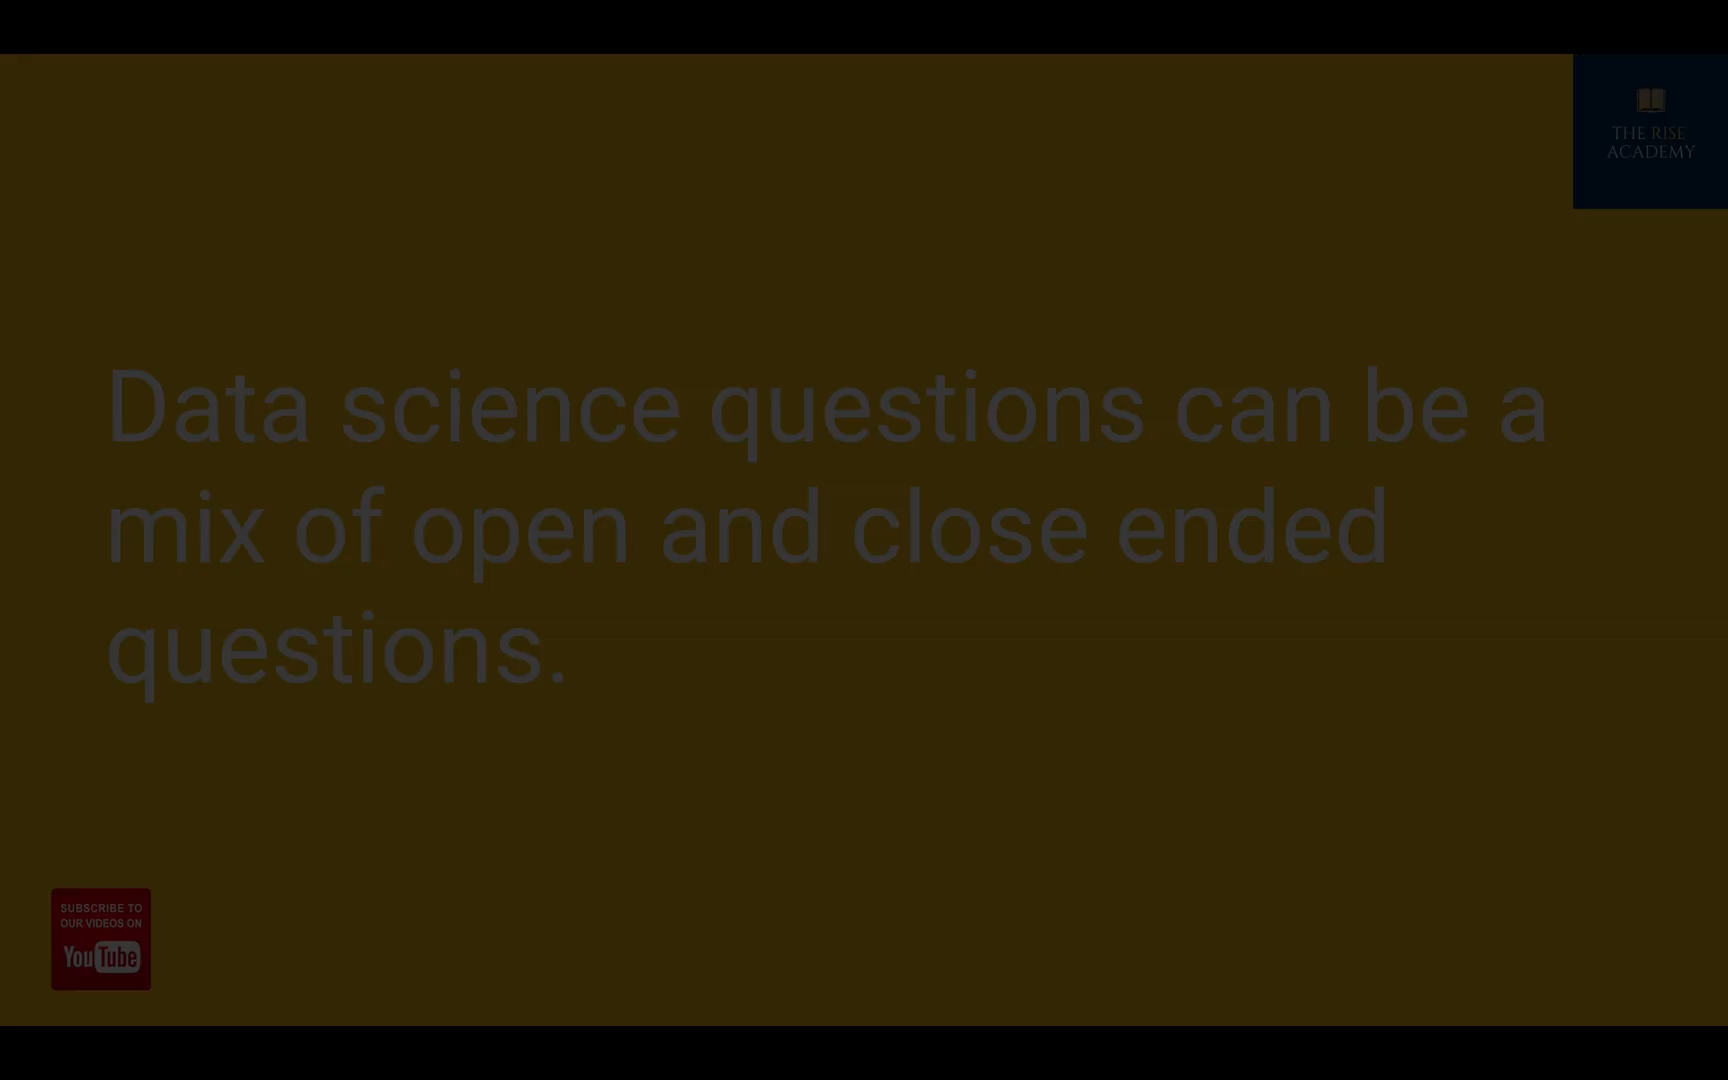 THE RISE
ACADEMY
Data science questions can be a
mix of open and close ended
questions.
SUBSCRIBE TO
OUR VIDEOS ON
YouTube